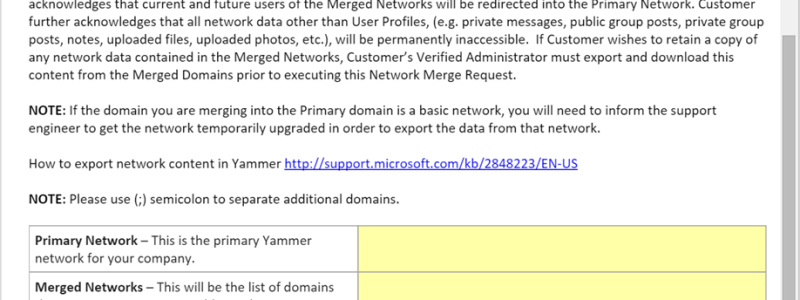 acknowledges that current and future users of the Merged Networks will be redirected into the Primary Network. Customer
further acknowledges that all network data other than User Profiles, (e.g. private messages, public group posts, private group
posts, notes, uploaded files, uploaded photos, etc.), will be permanently inaccessible.  If Customer wishes to retain a copy of
any network data contained in the Merged Networks, Customer's Verified Administrator must export and download this
content from the Merged Domains prior to executing this Network Merge Request.
NOTE: If the domain you are merging into the Primary domain is a basic network, you will need to inform the support
engineer to get the network temporarily upgraded in order to export the data from that network.
How to export network content in Yammer http://support.microsoft.com/kb/2848223/EN-US
NOTE: Please use (;) semicolon to separate additional domains.
Primary Network – This is the primary Yammer
network for your company.
Merged Networks – This will be the list of domains